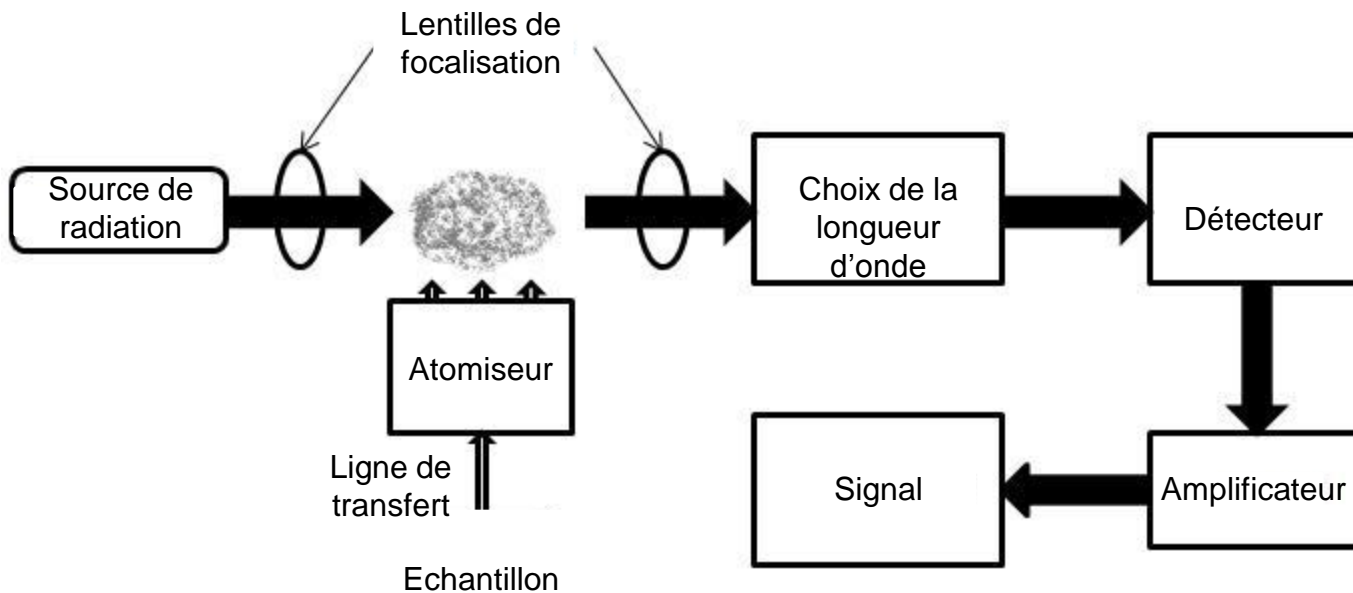 Lentilles de
focalisation
Source de
radiation
Choix de la
longueur
d’onde
Détecteur
Atomiseur
Ligne de
transfert
Signal
Amplificateur
Echantillon